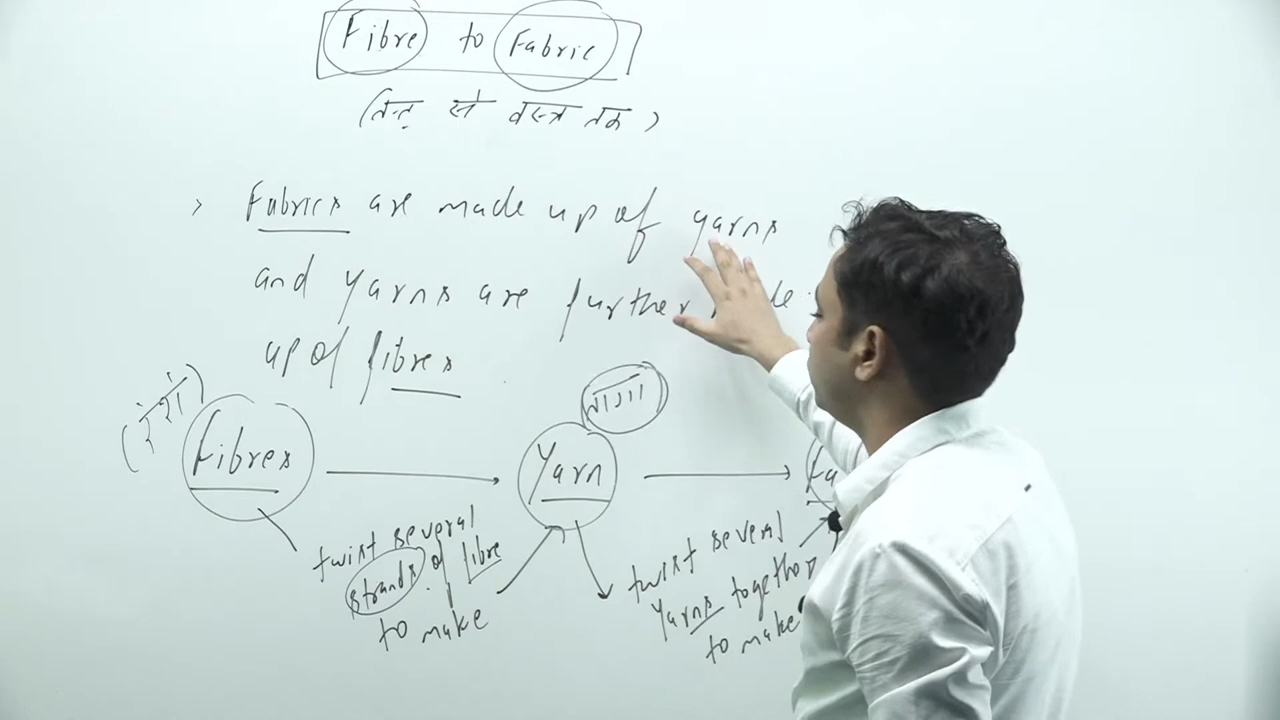 Fibre to Fabric
(तन्तु से वस्त्र तक)
> Fabrics are made up of yarns
and yarns are further
up of fibres
(रेशा)
धागा
Fibres → Yarn →
twist several
strands of fibre
to make
twist several
yarns together
to make